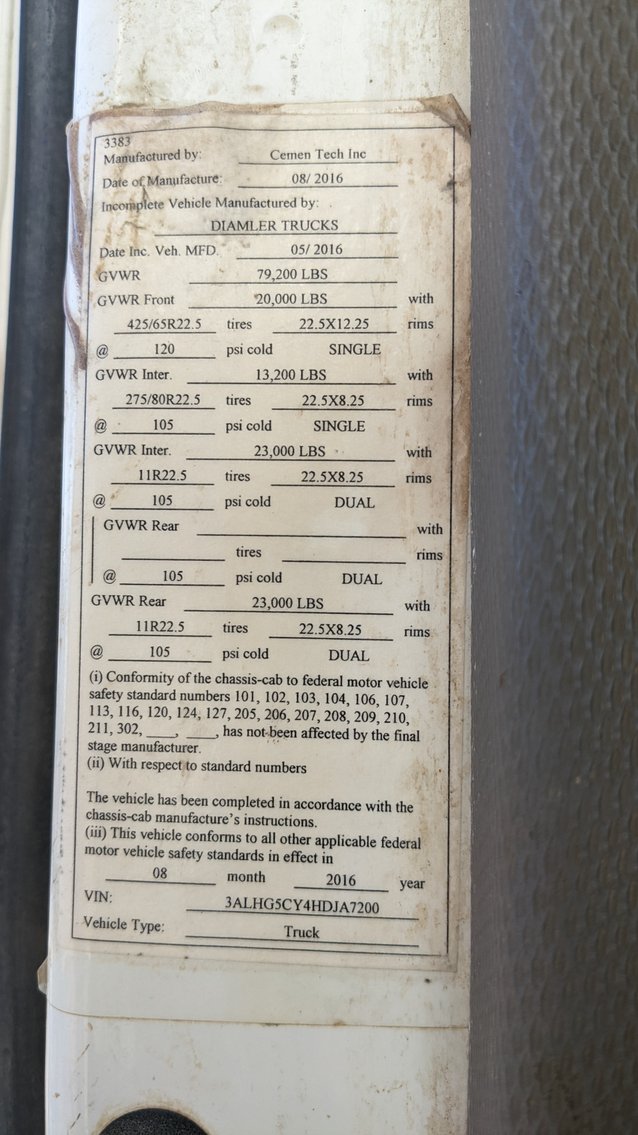 3383
Manufactured by: Cemen Tech Inc
Date of Manufacture: 08/ 2016
Incomplete Vehicle Manufactured by:
DIAMLER TRUCKS
Date Inc. Veh. MFD. 05/ 2016
GVWR 79,200 LBS
GVWR Front 20,000 LBS with
425/65R22.5 tires 22.5X12.25 rims
@ 120 psi cold SINGLE
GVWR Inter. 13,200 LBS with
275/80R22.5 tires 22.5X8.25 rims
@ 105 psi cold SINGLE
GVWR Inter. 23,000 LBS with
11R22.5 tires 22.5X8.25 rims
@ 105 psi cold DUAL
GVWR Rear with
tires rims
@ 105 psi cold DUAL
GVWR Rear 23,000 LBS with
11R22.5 tires 22.5X8.25 rims
@ 105 psi cold DUAL
(i) Conformity of the chassis-cab to federal motor vehicle
safety standard numbers 101, 102, 103, 104, 106, 107,
113, 116, 120, 124, 127, 205, 206, 207, 208, 209, 210,
211, 302, ____, ____, has not been affected by the final
stage manufacturer.
(ii) With respect to standard numbers
The vehicle has been completed in accordance with the
chassis-cab manufacture's instructions.
(iii) This vehicle conforms to all other applicable federal
motor vehicle safety standards in effect in
08 month 2016 year
VIN: 3ALHG5CY4HDJA7200
Vehicle Type: Truck